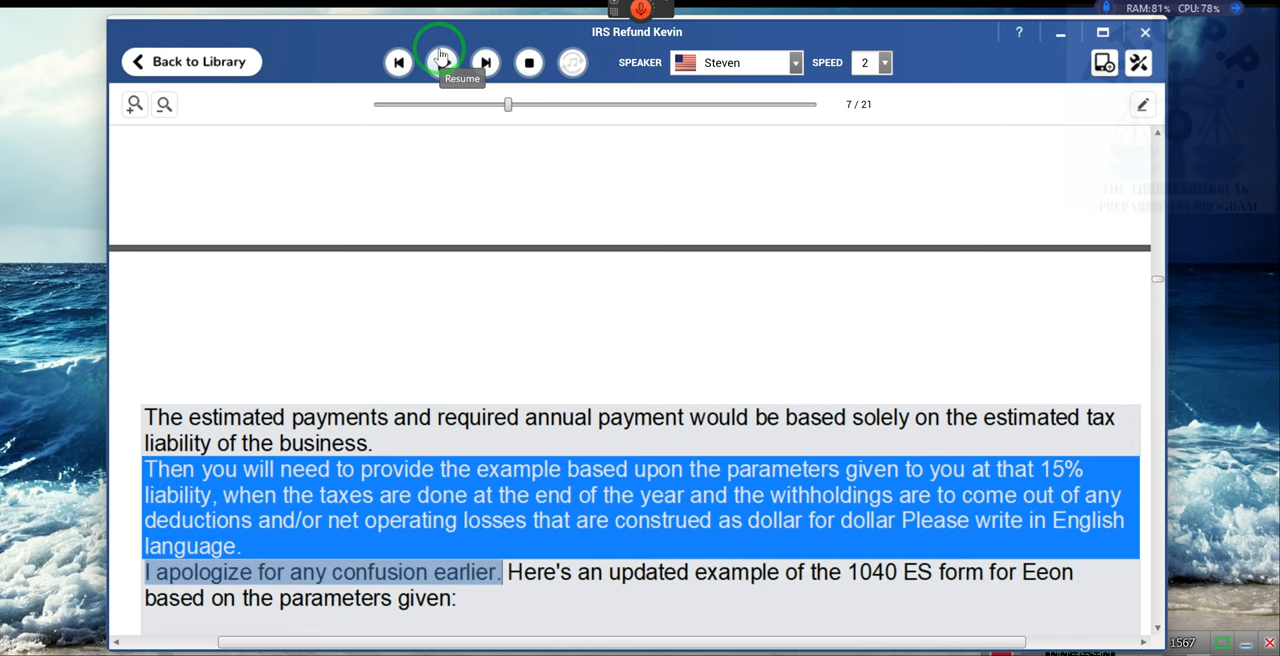 RAM:81% CPU:78%
IRS Refund Kevin
?
Back to Library
SPEAKER Steven SPEED 2
Resume
7 / 21
The estimated payments and required annual payment would be based solely on the estimated tax
liability of the business.
Then you will need to provide the example based upon the parameters given to you at that 15%
liability, when the taxes are done at the end of the year and the withholdings are to come out of any
deductions and/or net operating losses that are construed as dollar for dollar Please write in English
language.
I apologize for any confusion earlier. Here's an updated example of the 1040 ES form for Eeon
based on the parameters given:
1567